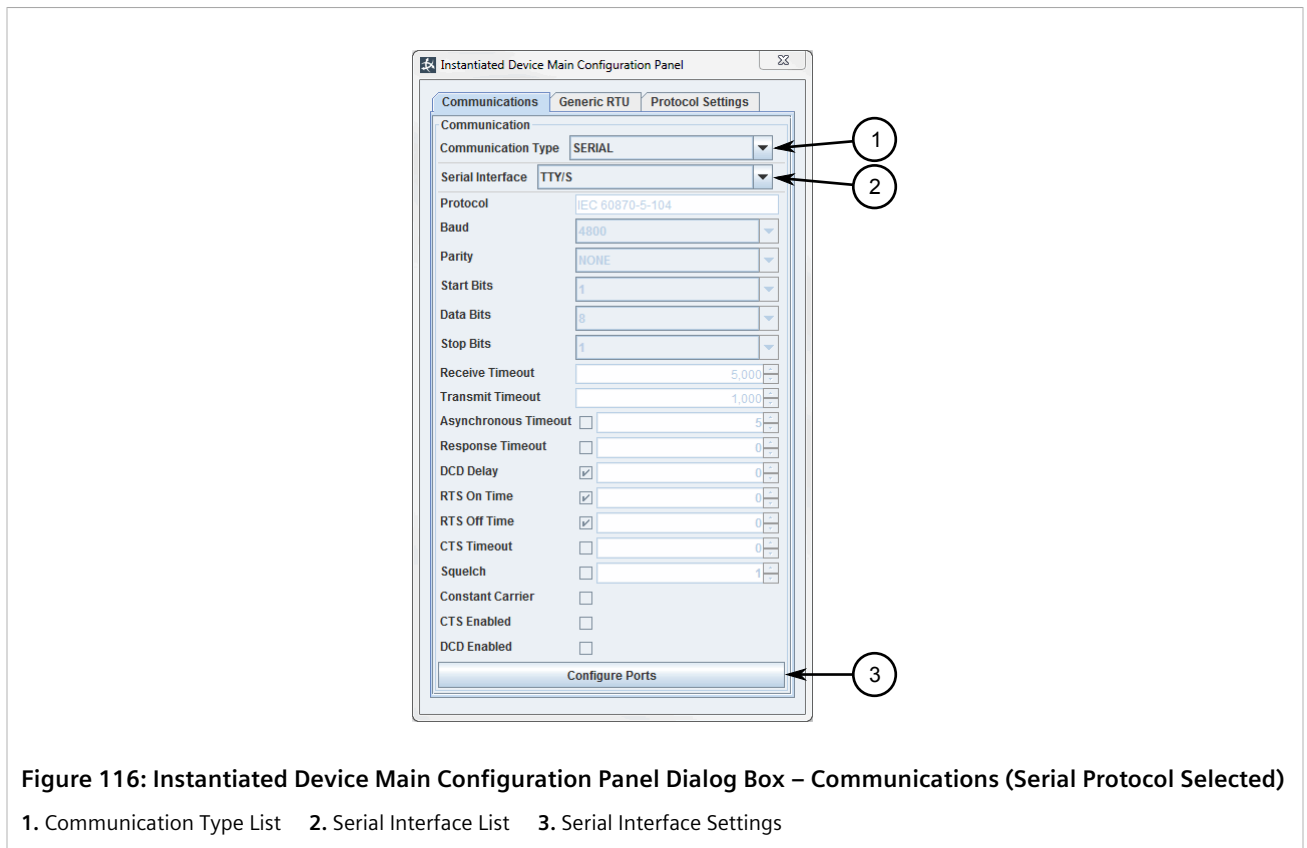 Instantiated Device Main Configuration Panel
Communications Generic RTU Protocol Settings
Communication
Communication Type SERIAL
1
Serial Interface TTY/S
2
Protocol IEC 60870-5-104
Baud 4800
Parity NONE
Start Bits 1
Data Bits 8
Stop Bits 1
Receive Timeout 5,000
Transmit Timeout 1,000
Asynchronous Timeout 5
Response Timeout 0
DCD Delay 0
RTS On Time 0
RTS Off Time 0
CTS Timeout 0
Squelch 1
Constant Carrier
CTS Enabled
DCD Enabled
Configure Ports
3
Figure 116: Instantiated Device Main Configuration Panel Dialog Box – Communications (Serial Protocol Selected)
1. Communication Type List 2. Serial Interface List 3. Serial Interface Settings